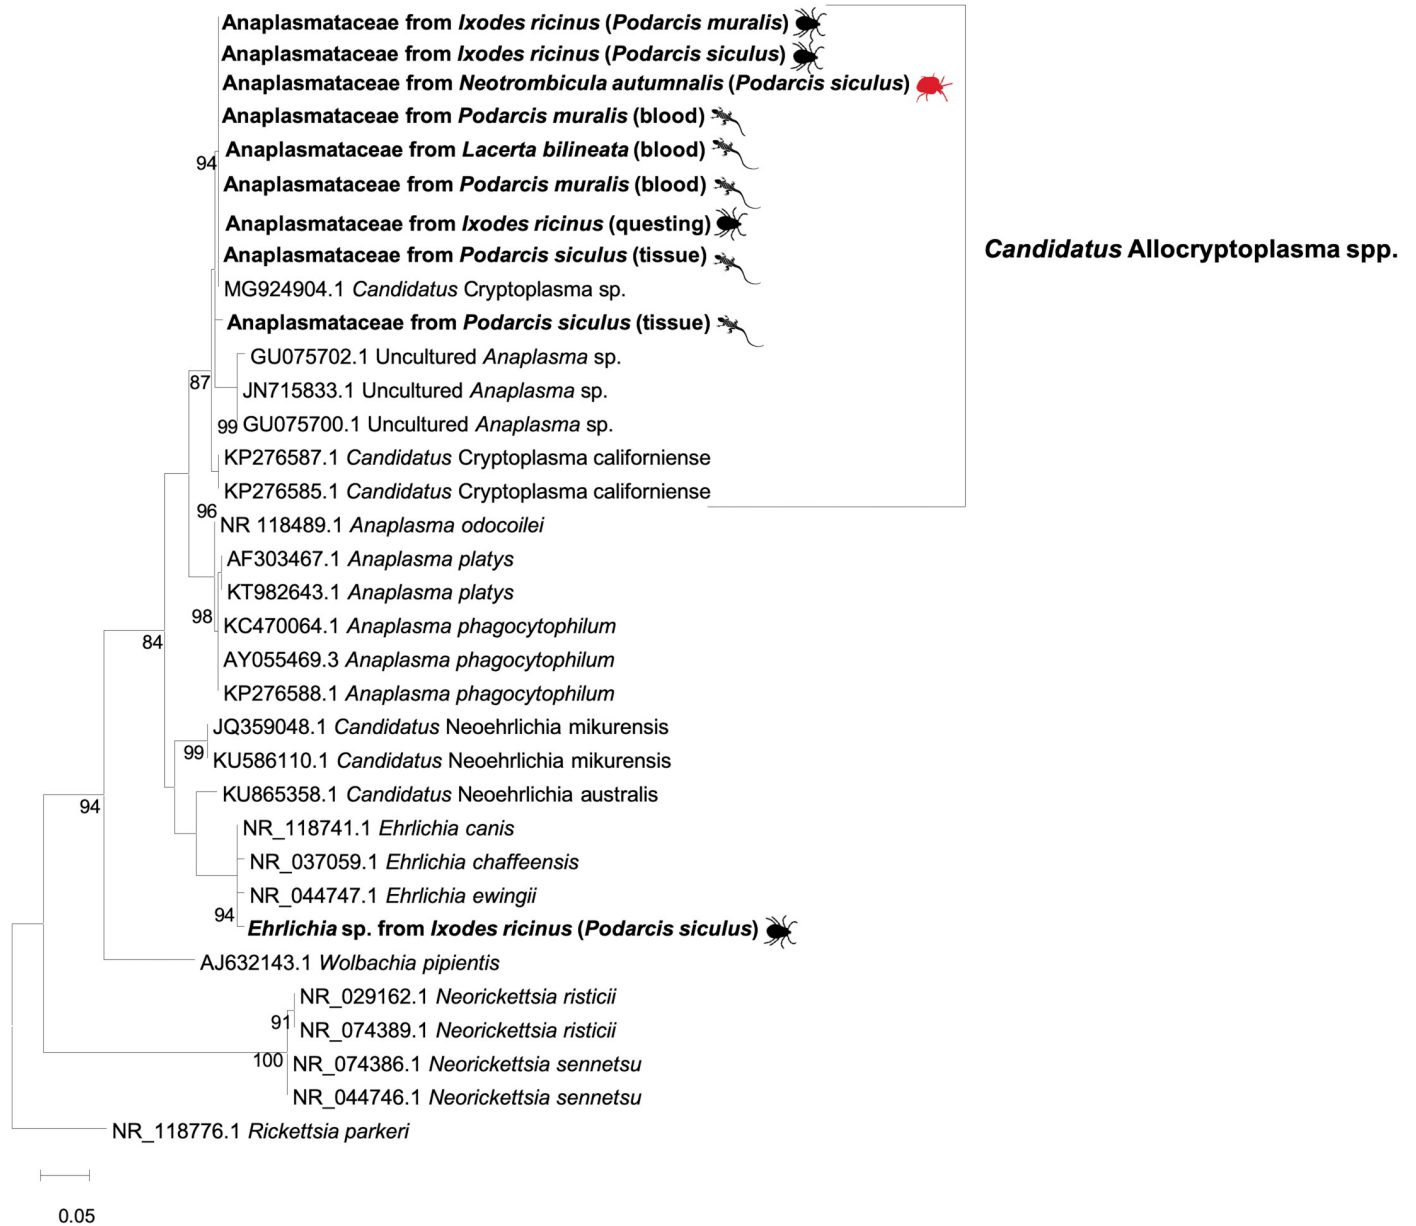 Anaplasmataceae from Ixodes ricinus (Podarcis muralis)
Anaplasmataceae from Ixodes ricinus (Podarcis siculus)
Anaplasmataceae from Neotrombicula autumnalis (Podarcis siculus)
Anaplasmataceae from Podarcis muralis (blood)
94
Anaplasmataceae from Lacerta bilineata (blood)
Anaplasmataceae from Podarcis muralis (blood)
Anaplasmataceae from Ixodes ricinus (questing)
Candidatus Allocryptoplasma spp.
Anaplasmataceae from Podarcis siculus (tissue)
MG924904.1 Candidatus Cryptoplasma sp.
Anaplasmataceae from Podarcis siculus (tissue)
GU075702.1 Uncultured Anaplasma sp.
87
JN715833.1 Uncultured Anaplasma sp.
99
GU075700.1 Uncultured Anaplasma sp.
KP276587.1 Candidatus Cryptoplasma californiense
KP276585.1 Candidatus Cryptoplasma californiense
96
NR 118489.1 Anaplasma odocoilei
AF303467.1 Anaplasma platys
KT982643.1 Anaplasma platys
98
KC470064.1 Anaplasma phagocytophilum
84
AY055469.3 Anaplasma phagocytophilum
KP276588.1 Anaplasma phagocytophilum
JQ359048.1 Candidatus Neoehrlichia mikurensis
99
KU586110.1 Candidatus Neoehrlichia mikurensis
KU865358.1 Candidatus Neoehrlichia australis
94
NR_118741.1 Ehrlichia canis
NR_037059.1 Ehrlichia chaffeensis
NR_044747.1 Ehrlichia ewingii
94
Ehrlichia sp. from Ixodes ricinus (Podarcis siculus)
AJ632143.1 Wolbachia pipientis
NR_029162.1 Neorickettsia risticii
91
NR_074389.1 Neorickettsia risticii
100
NR_074386.1 Neorickettsia sennetsu
NR_044746.1 Neorickettsia sennetsu
NR_118776.1 Rickettsia parkeri
0.05